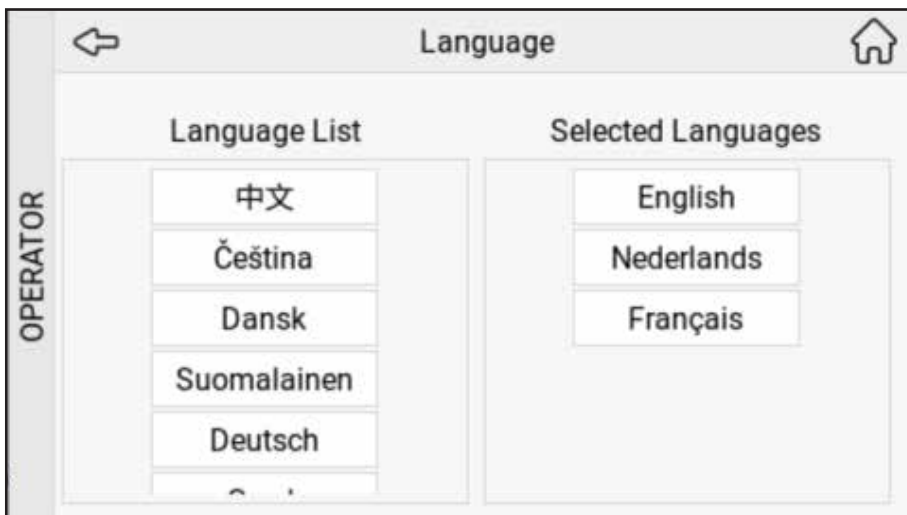 Language
OPERATOR
Language List
中文
Čeština
Dansk
Suomalainen
Deutsch
Selected Languages
English
Nederlands
Français